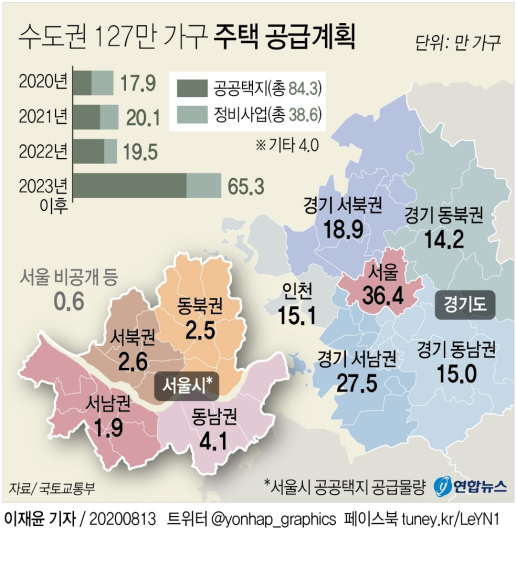 수도권 127만 가구 주택 공급계획
단위: 만 가구
2020년 17.9
2021년 20.1
2022년 19.5
2023년 이후 65.3
공공택지(총 84.3)
정비사업(총 38.6)
※ 기타 4.0
경기 서북권
18.9
경기 동북권
14.2
서울
36.4
인천
15.1
경기도
경기 서남권
27.5
경기 동남권
15.0
서울 비공개 등
0.6
동북권
2.5
서북권
2.6
서울시*
서남권
1.9
동남권
4.1
자료/ 국토교통부
*서울시 공공택지 공급물량
연합뉴스
이재윤 기자 / 20200813 트위터 @yonhap_graphics 페이스북 tuney.kr/LeYN1